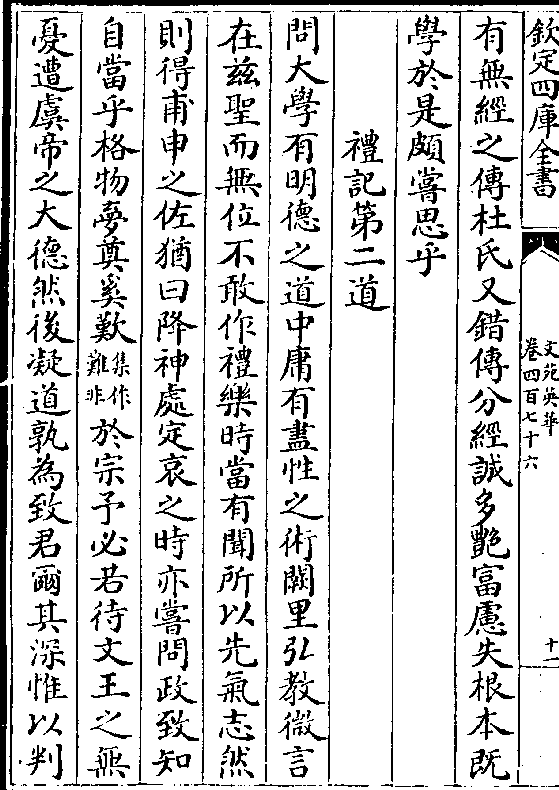 欽定四庫全書
文苑英華
卷四百七十六
十一
有無經之傳杜氏又錯傳分經誠多艶富慮失根本既
學於是頗嘗思乎
禮記第二道
問大學有明德之道中庸有盡性之術闕里弘教微言
在兹聖而無位不敢作禮樂時當有聞所以先氣志然
則得甫申之佐猶曰降神處定哀之時亦嘗問政致知
自當乎格物夢奠奚歎集作難非於宗予必若待文王之無
憂遭虞帝之大德然後凝道孰為致君爾其深惟以判